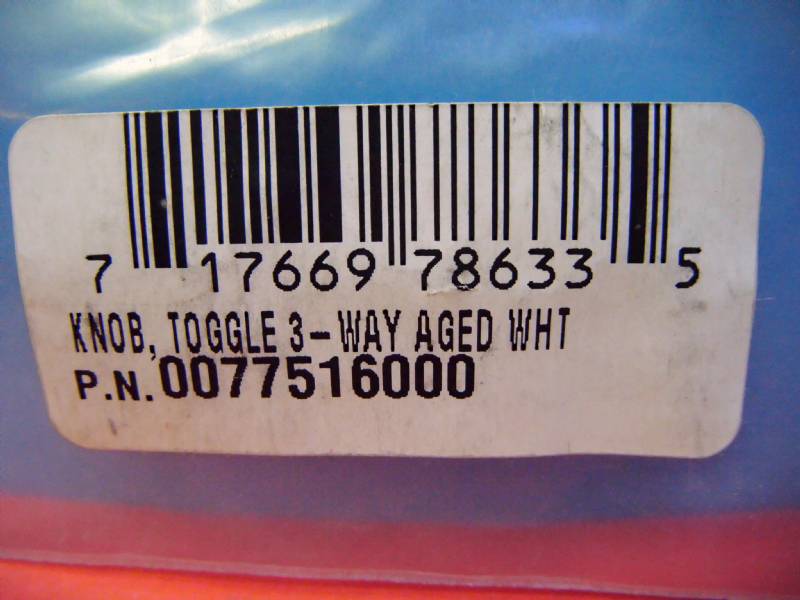 7 17669 78633 5
KNOB, TOGGLE 3-WAY AGED WHT
P.N.0077516000